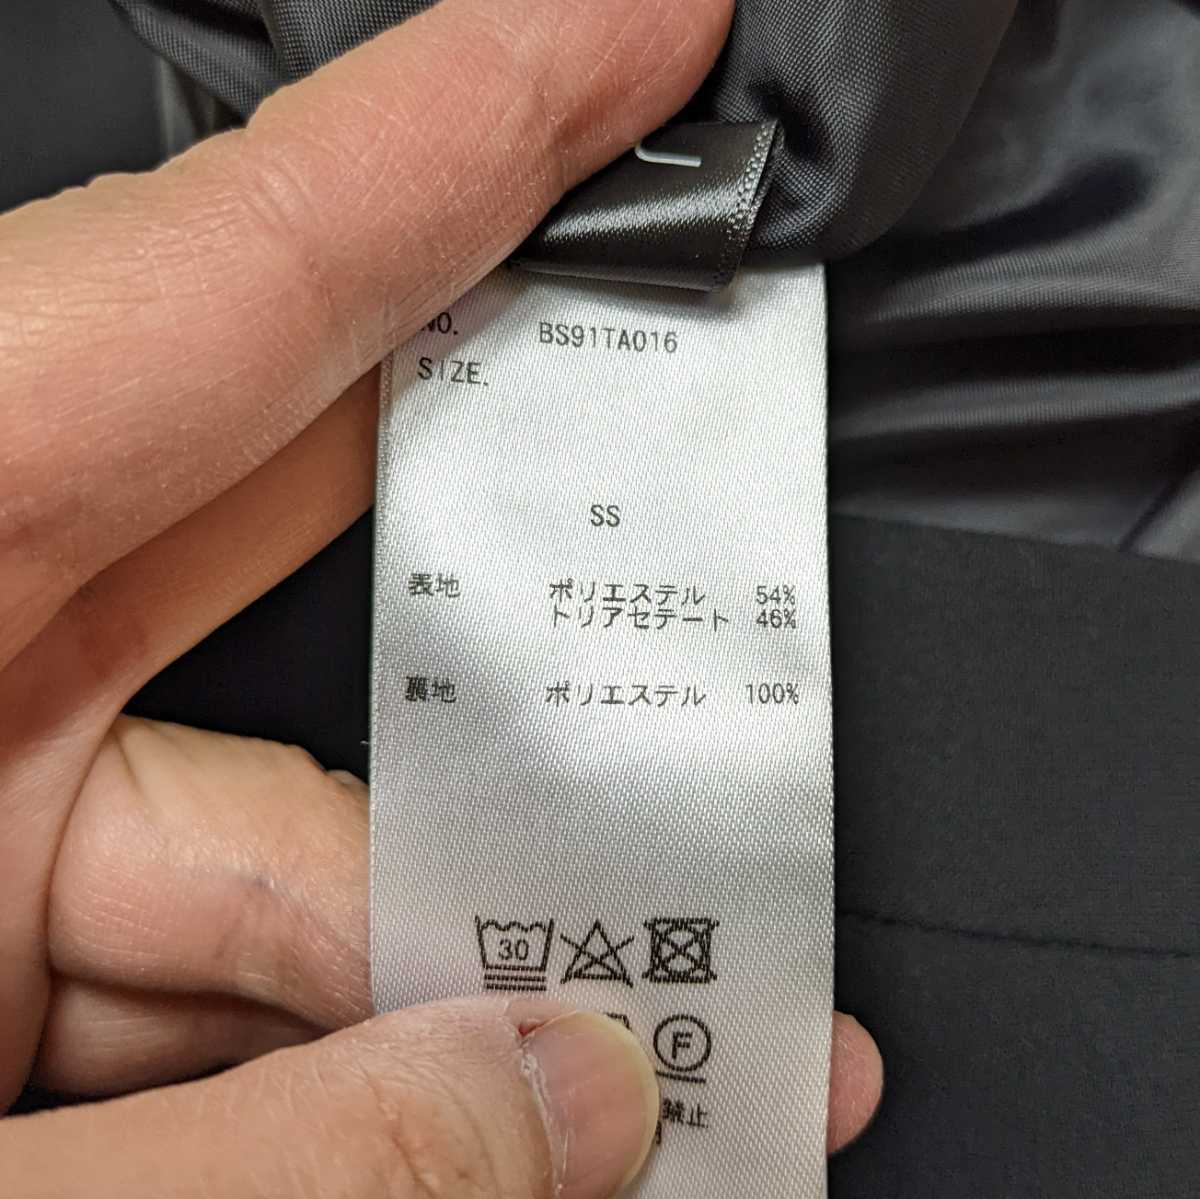 NO. BS91TA016
SIZE.
SS
表地 ポリエステル 54%
トリアセテート 46%
裏地 ポリエステル 100%
30
F
禁止